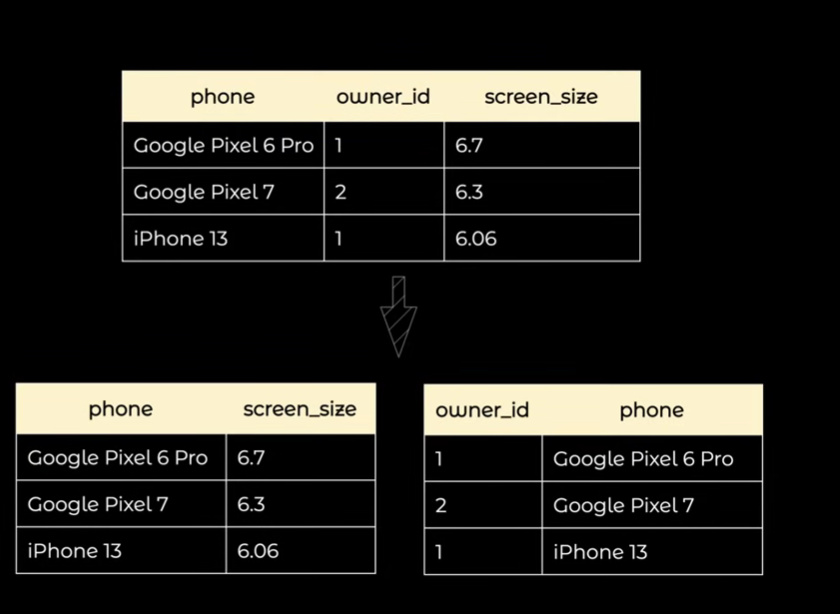 phone owner_id screen_size
Google Pixel 6 Pro 1 6.7
Google Pixel 7 2 6.3
iPhone 13 1 6.06
phone screen_size
Google Pixel 6 Pro 6.7
Google Pixel 7 6.3
iPhone 13 6.06
owner_id phone
1 Google Pixel 6 Pro
2 Google Pixel 7
1 iPhone 13